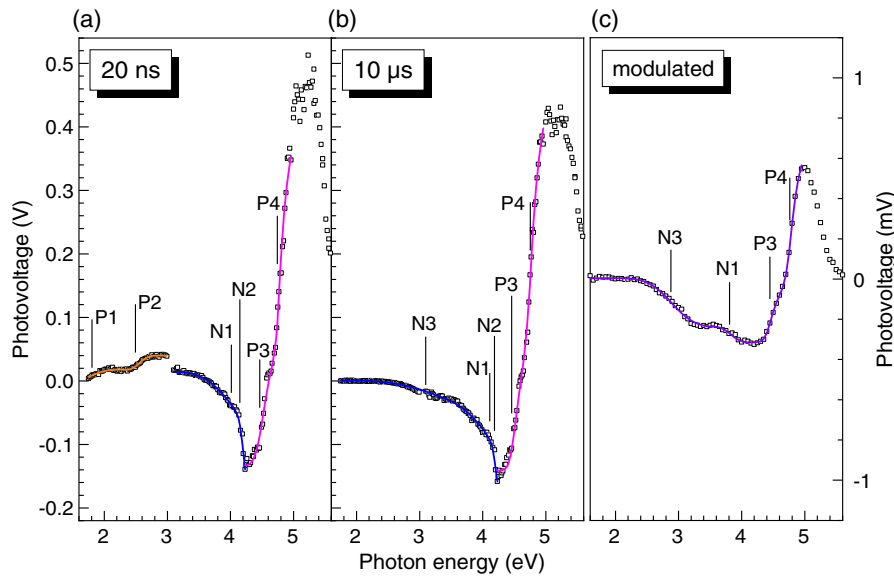 (a) (b) (c)
20 ns 10 µs modulated
0.5
0.4
0.3
0.2
0.1
0.0
-0.1
-0.2
Photovoltage (V)
P1 P2 N1 N2 P3 P4
N3 N1 N2 P3 P4
N3 N1 P3 P4
1
0
-1
Photovoltage (mV)
2 3 4 5 2 3 4 5 2 3 4 5
Photon energy (eV)